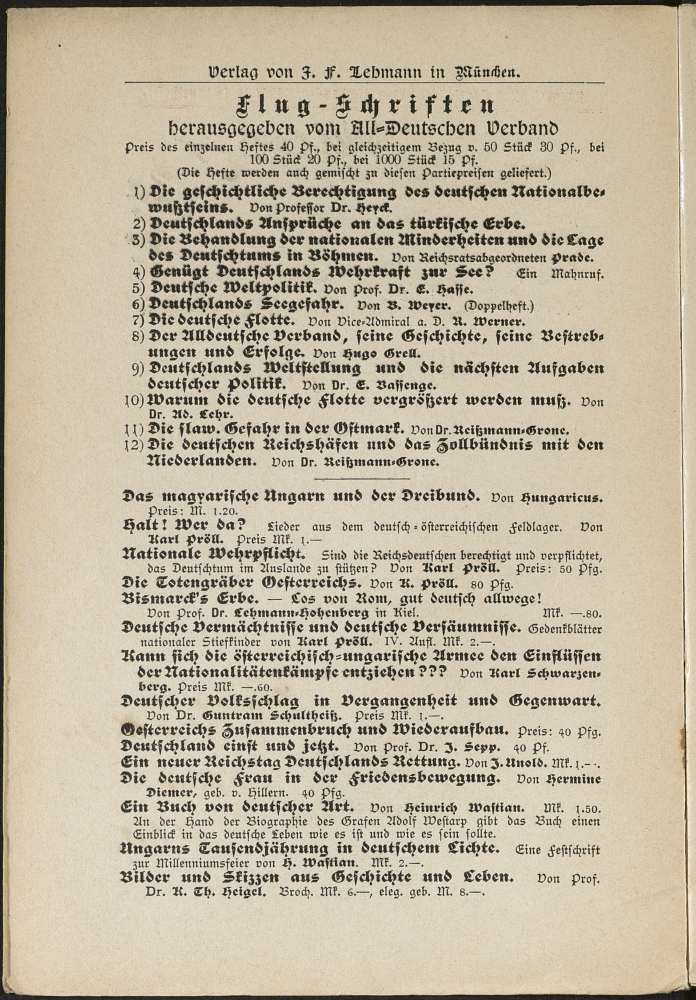 Verlag von J. F. Lehmann in München.
Flug-Schriften
herausgegeben vom All-Deutschen Verband
Preis des einzelnen Heftes 40 Pf., bei gleichzeitigem Bezug v. 50 Stück 30 Pf., bei
100 Stück 20 Pf., bei 1000 Stück 15 Pf.
(Die Hefte werden auch gemischt zu diesen Partiepreisen geliefert.)
1) Die geschichtliche Berechtigung des deutschen Nationalbe-
wußtseins. Von Professor Dr. Heyck.
2) Deutschlands Ansprüche an das türkische Erbe.
3) Die Behandlung der nationalen Minderheiten und die Lage
des Deutschtums in Böhmen. Von Reichsratsabgeordneten Prade.
4) Genügt Deutschlands Wehrkraft zur See? Ein Mahnruf.
5) Deutsche Weltpolitik. Von Prof. Dr. E. Hasse.
6) Deutschlands Seegefahr. Von B. Weyer. (Doppelheft.)
7) Die deutsche Flotte. Von Vice-Admiral a. D. R. Werner.
8) Der Alldeutsche Verband, seine Geschichte, seine Bestreb-
ungen und Erfolge. Von Hugo Grell.
9) Deutschlands Weltstellung und die nächsten Aufgaben
deutscher Politik. Von Dr. E. Bassenge.
10) Warum die deutsche Flotte vergrößert werden muß. Von
Dr. Ad. Lehr.
11) Die slaw. Gefahr in der Ostmark. Von Dr. Reißmann-Grone.
12) Die deutschen Reichshäfen und das Zollbündnis mit den
Niederlanden. Von Dr. Reißmann-Grone.
Das magyarische Ungarn und der Dreibund. Von Hungaricus.
Preis: M. 1.20.
Halt! Wer da? Lieder aus dem deutsch-österreichischen Feldlager. Von
Karl Pröll. Preis Mk. 1.—
Nationale Wehrpflicht. Sind die Reichsdeutschen berechtigt und verpflichtet,
das Deutschtum im Auslande zu stützen? Von Karl Pröll. Preis: 50 Pfg.
Die Totengräber Oesterreichs. Von K. Pröll. 80 Pfg.
Bismarck's Erbe. — Los von Rom, gut deutsch allwege!
Von Prof. Dr. Lehmann-Hohenberg in Kiel. Mk. —.80.
Deutsche Vermächtnisse und deutsche Versäumnisse. Gedenkblätter
nationaler Stiefkinder von Karl Pröll. IV. Aufl. Mk. 2.—.
Kann sich die österreichisch-ungarische Armee den Einflüssen
der Nationalitätenkämpfe entziehen??? Von Karl Schwarzen-
berg. Preis Mk. —.60.
Deutscher Volksschlag in Vergangenheit und Gegenwart.
Von Dr. Guntram Schultheiß. Preis Mk. 1.—.
Oesterreichs Zusammenbruch und Wiederaufbau. Preis: 40 Pfg.
Deutschland einst und jetzt. Von Prof. Dr. J. Sepp. 40 Pf.
Ein neuer Reichstag Deutschlands Rettung. Von J. Unold. Mk. 1.—.
Die deutsche Frau in der Friedensbewegung. Von Hermine
Diemer, geb. v. Hillern. 40 Pfg.
Ein Buch von deutscher Art. Von Heinrich Wastian. Mk. 1.50.
An der Hand der Biographie des Grafen Adolf Westarp gibt das Buch einen
Einblick in das deutsche Leben wie es ist und wie es sein sollte.
Ungarns Tausendjährung in deutschem Lichte. Eine Festschrift
zur Millenniumsfeier von H. Wastian. Mk. 2.—.
Bilder und Skizzen aus Geschichte und Leben. Von Prof.
Dr. K. Th. Heigel. Broch. Mk. 6.—, eleg. geb. M. 8.—.